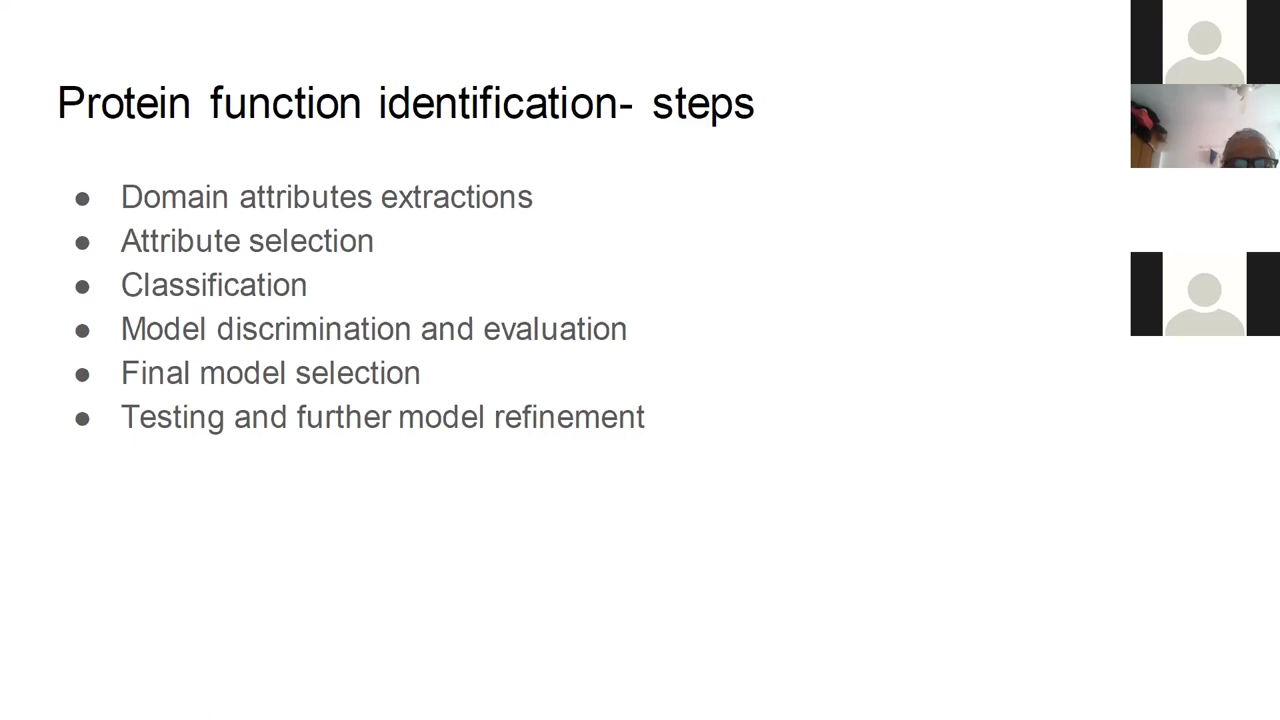 Protein function identification- steps
● Domain attributes extractions
● Attribute selection
● Classification
● Model discrimination and evaluation
● Final model selection
● Testing and further model refinement